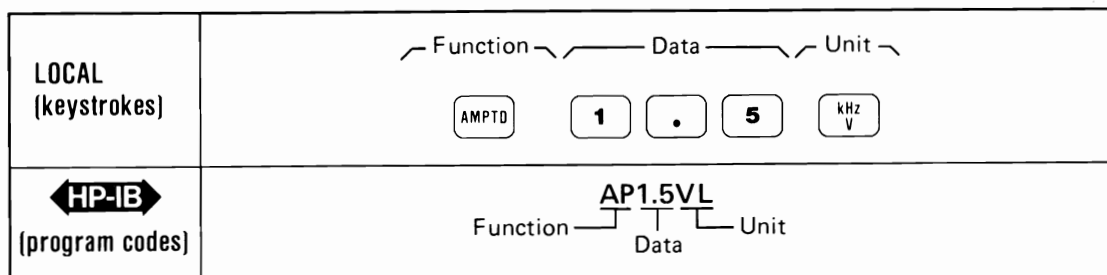 LOCAL
(keystrokes)
Function Data Unit
AMPTD 1 . 5 kHz
V
HP-IB
(program codes)
AP1.5VL
Function Data Unit